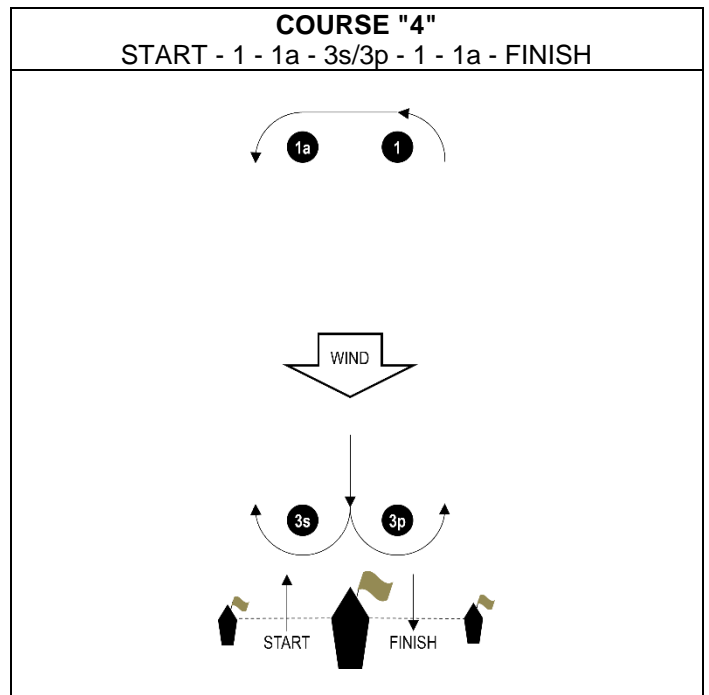 COURSE "4"
START - 1 - 1a - 3s/3p - 1 - 1a - FINISH
1a 1
WIND
3s 3p
START FINISH